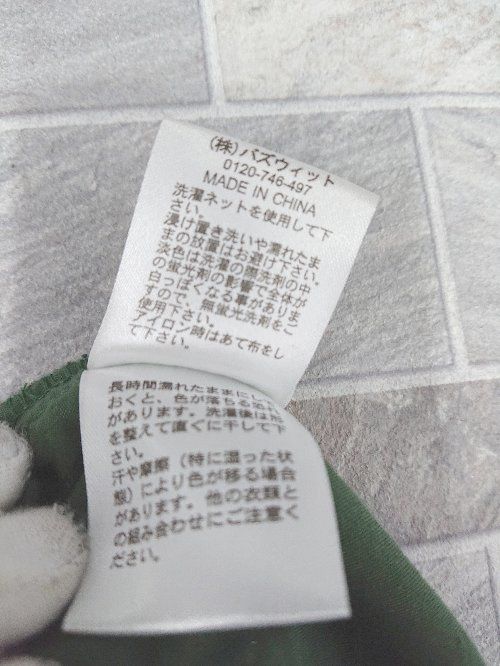 (株)バズウィット
0120-746-497
MADE IN CHINA
洗濯ネットを使用して下
さい。
浸け置き洗いや濡れたま
まの放置はお避け下さい。
淡色は洗濯の際洗剤の中
の蛍光剤の影響で全体が
白っぽくなる事がありま
すので、無蛍光洗剤をご
使用下さい。
アイロン時はあて布をし
て下さい。
長時間濡れたままにし
おくと、色が落ちる恐れ
があります。洗濯後は形
を整えて直ぐに干して下
さい。
汗や摩擦（特に湿った状
態）により色が移る場合
があります。他の衣類と
の組み合わせにご注意く
ださい。